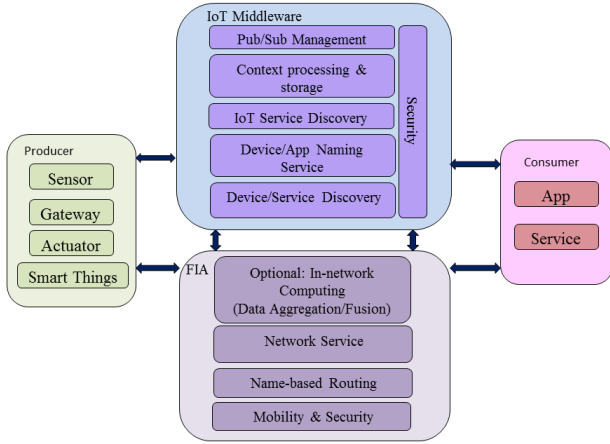 IoT Middleware
Pub/Sub Management
Context processing &
storage
IoT Service Discovery
Device/App Naming
Service
Device/Service Discovery
Security
Producer
Sensor
Gateway
Actuator
Smart Things
Consumer
App
Service
FIA
Optional: In-network
Computing
(Data Aggregation/Fusion)
Network Service
Name-based Routing
Mobility & Security